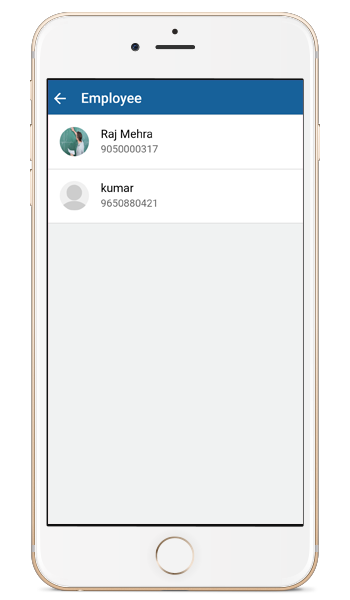 Employee
Raj Mehra
9050000317
kumar
9650880421